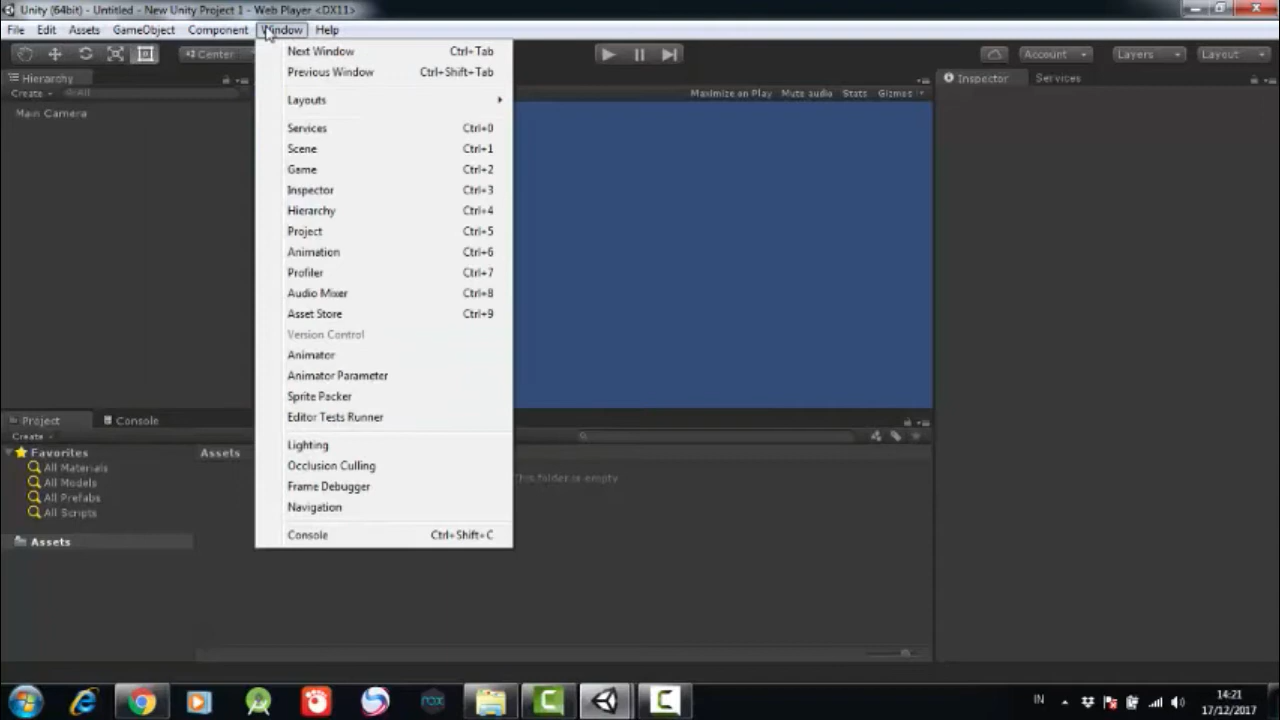 Unity (64bit) - Untitled - New Unity Project 1 - Web Player <DX11>
File Edit Assets GameObject Component Window Help
Center Account Layers Layout
Hierarchy
Create All
Main Camera
Next Window Ctrl+Tab
Previous Window Ctrl+Shift+Tab
Layouts
Services Ctrl+0
Scene Ctrl+1
Game Ctrl+2
Inspector Ctrl+3
Hierarchy Ctrl+4
Project Ctrl+5
Animation Ctrl+6
Profiler Ctrl+7
Audio Mixer Ctrl+8
Asset Store Ctrl+9
Version Control
Animator
Animator Parameter
Sprite Packer
Editor Tests Runner
Lighting
Occlusion Culling
Frame Debugger
Navigation
Console Ctrl+Shift+C
Maximize on Play Mute audio Stats Gizmos
Inspector Services
Project Console
Create
Favorites
All Materials
All Models
All Prefabs
All Scripts
Assets
Assets
This folder is empty
nox
IN
14:21
17/12/2017